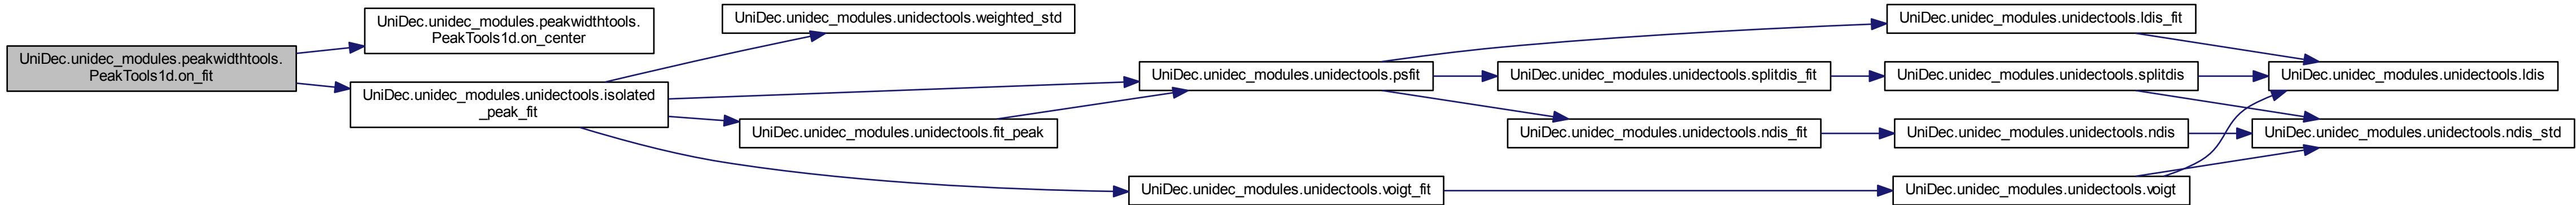 UniDec.unidec_modules.peakwidthtools.
PeakTools1d.on_fit
UniDec.unidec_modules.peakwidthtools.
PeakTools1d.on_center
UniDec.unidec_modules.unidectools.isolated
_peak_fit
UniDec.unidec_modules.unidectools.weighted_std
UniDec.unidec_modules.unidectools.fit_peak
UniDec.unidec_modules.unidectools.psfit
UniDec.unidec_modules.unidectools.voigt_fit
UniDec.unidec_modules.unidectools.splitdis_fit
UniDec.unidec_modules.unidectools.ndis_fit
UniDec.unidec_modules.unidectools.ldis_fit
UniDec.unidec_modules.unidectools.splitdis
UniDec.unidec_modules.unidectools.ndis
UniDec.unidec_modules.unidectools.voigt
UniDec.unidec_modules.unidectools.ldis
UniDec.unidec_modules.unidectools.ndis_std